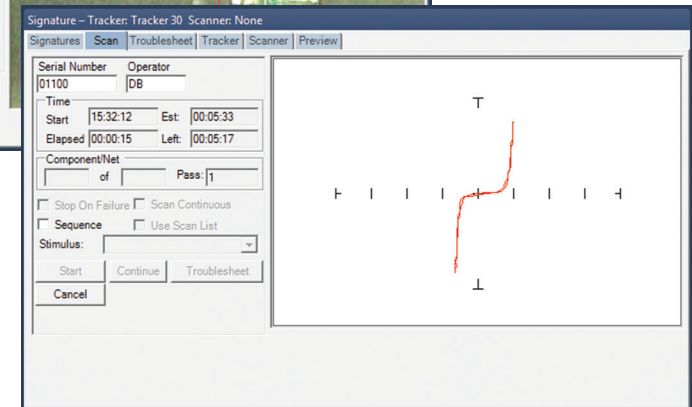 Signature – Tracker: Tracker 30 Scanner: None
Signatures Scan Troublesheet Tracker Scanner Preview
Serial Number Operator
01100 DB
Time
Start 15:32:12 Est: 00:05:33
Elapsed 00:00:15 Left: 00:05:17
Component/Net
of Pass: 1
Stop On Failure Scan Continuous
Sequence Use Scan List
Stimulus:
Start Continue Troublesheet
Cancel